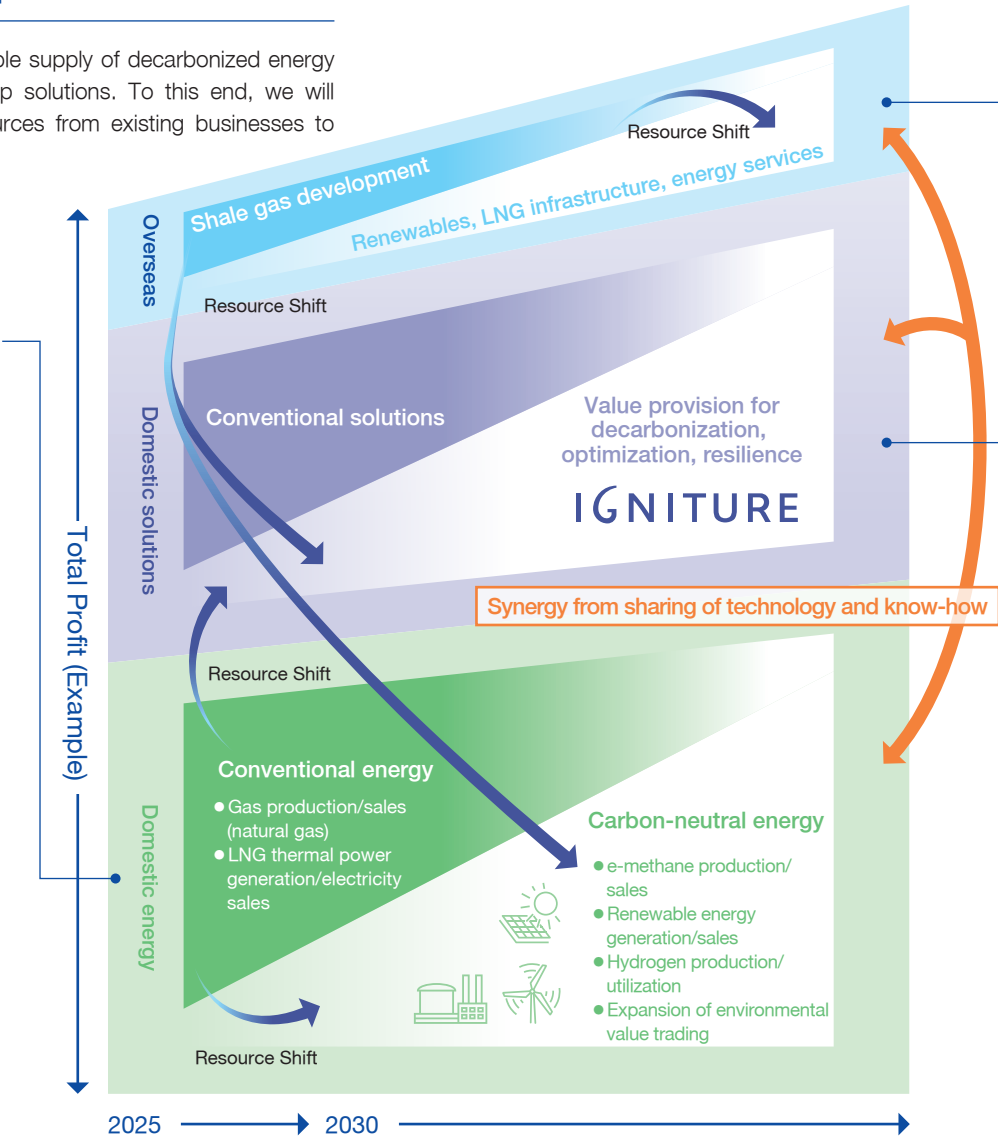 ble supply of decarbonized energy
p solutions. To this end, we will
urces from existing businesses to
Resource Shift
Shale gas development
Renewables, LNG infrastructure, energy services
Overseas
Resource Shift
Conventional solutions
Value provision for
decarbonization,
optimization, resilience
IGNITURE
Domestic solutions
Total Profit (Example)
Synergy from sharing of technology and know-how
Resource Shift
Conventional energy
● Gas production/sales
(natural gas)
● LNG thermal power
generation/electricity
sales
Domestic energy
Carbon-neutral energy
● e-methane production/
sales
● Renewable energy
generation/sales
● Hydrogen production/
utilization
● Expansion of environmental
value trading
Resource Shift
2025
2030